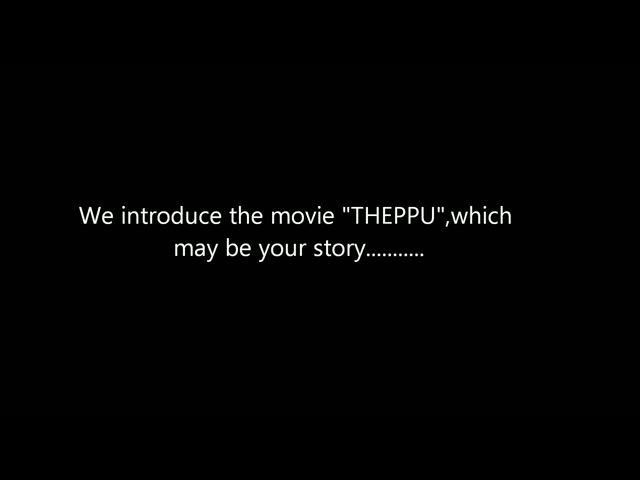 We introduce the movie "THEPPU",which
may be your story...........